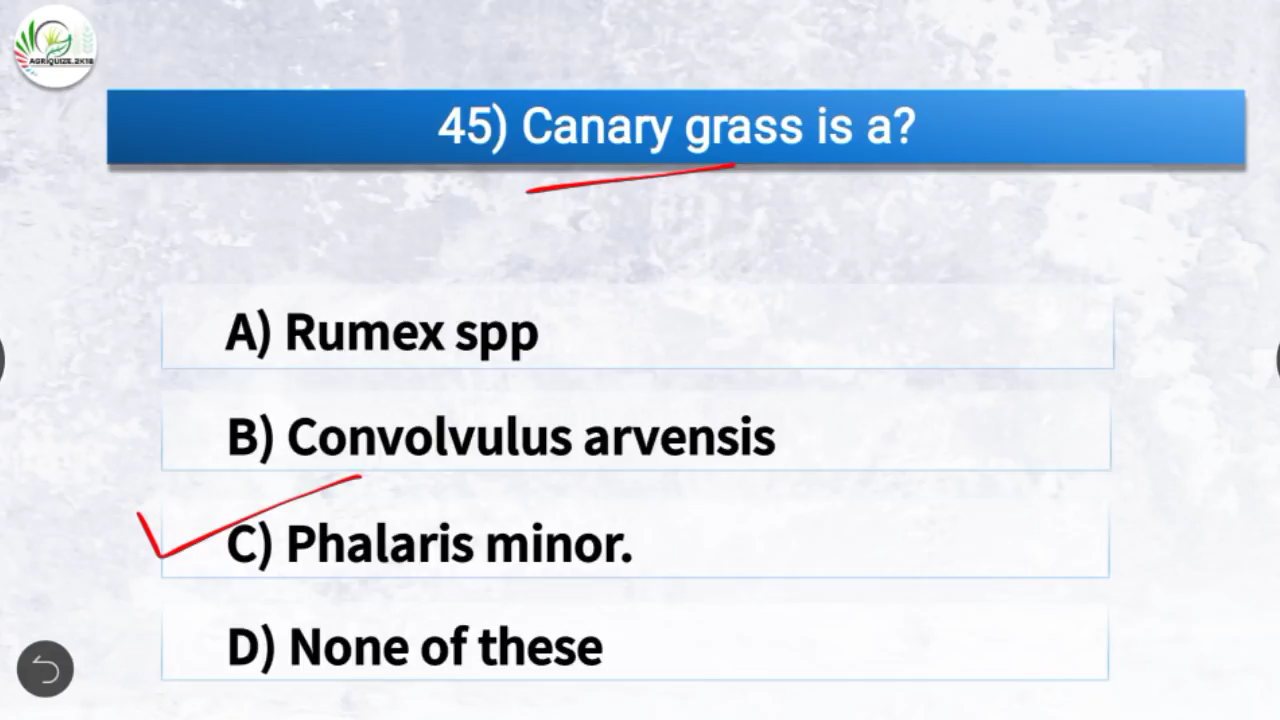 AGRIQUIZE.2K18
45) Canary grass is a?
A) Rumex spp
B) Convolvulus arvensis
C) Phalaris minor.
D) None of these